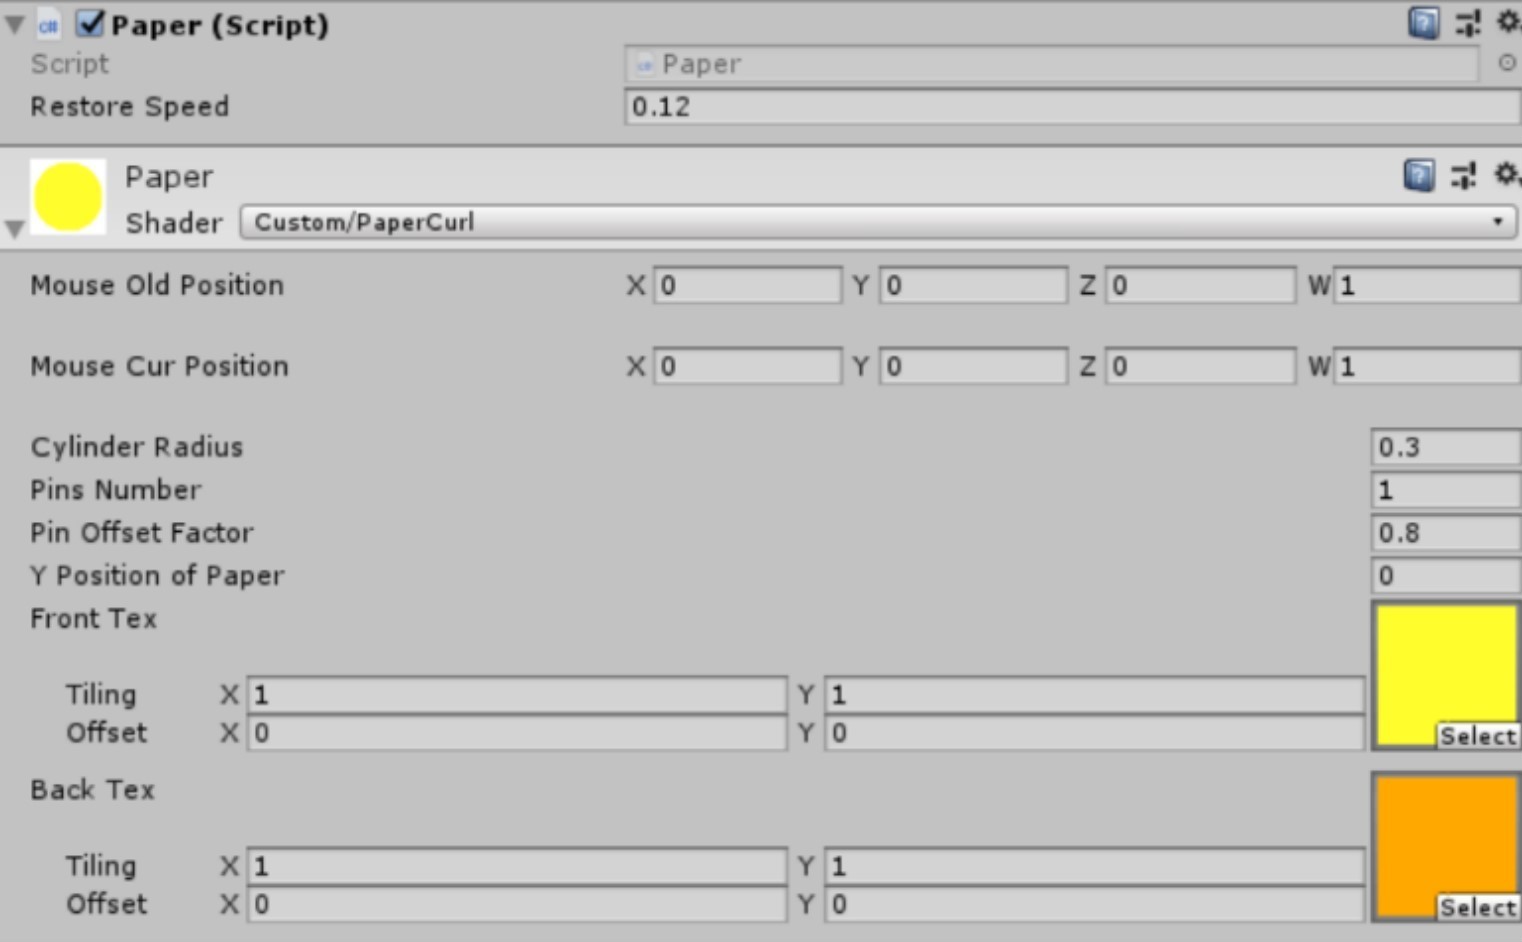 Paper (Script)
Script Paper
Restore Speed 0.12
Paper
Shader Custom/PaperCurl
Mouse Old Position X 0 Y 0 Z 0 W 1
Mouse Cur Position X 0 Y 0 Z 0 W 1
Cylinder Radius 0.3
Pins Number 1
Pin Offset Factor 0.8
Y Position of Paper 0
Front Tex
Tiling X 1 Y 1
Offset X 0 Y 0 Select
Back Tex
Tiling X 1 Y 1
Offset X 0 Y 0 Select